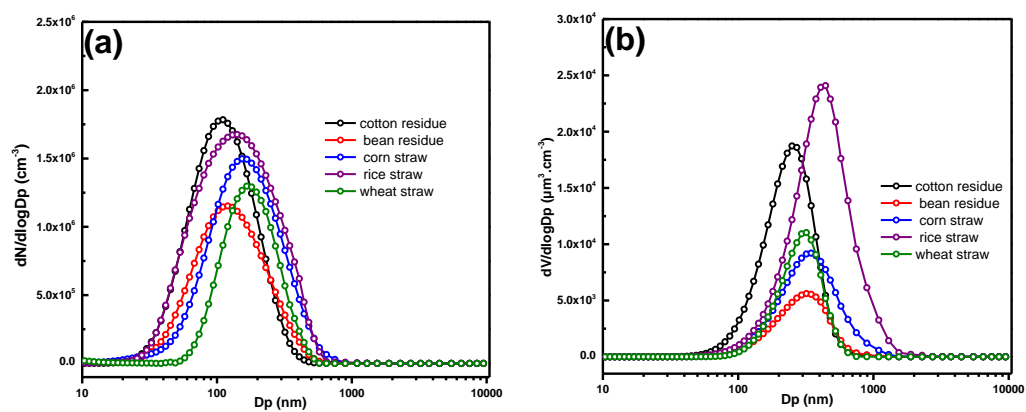 (a)
2.5x10⁶
2.0x10⁶
1.5x10⁶
1.0x10⁶
5.0x10⁵
0.0
dN/dlogDp (cm⁻³)
cotton residue
bean residue
corn straw
rice straw
wheat straw
10
100
1000
10000
Dp (nm)
(b)
3.0x10⁴
2.5x10⁴
2.0x10⁴
1.5x10⁴
1.0x10⁴
5.0x10³
0.0
dV/dlogDp (µm³.cm⁻³)
cotton residue
bean residue
corn straw
rice straw
wheat straw
10
100
1000
10000
Dp (nm)